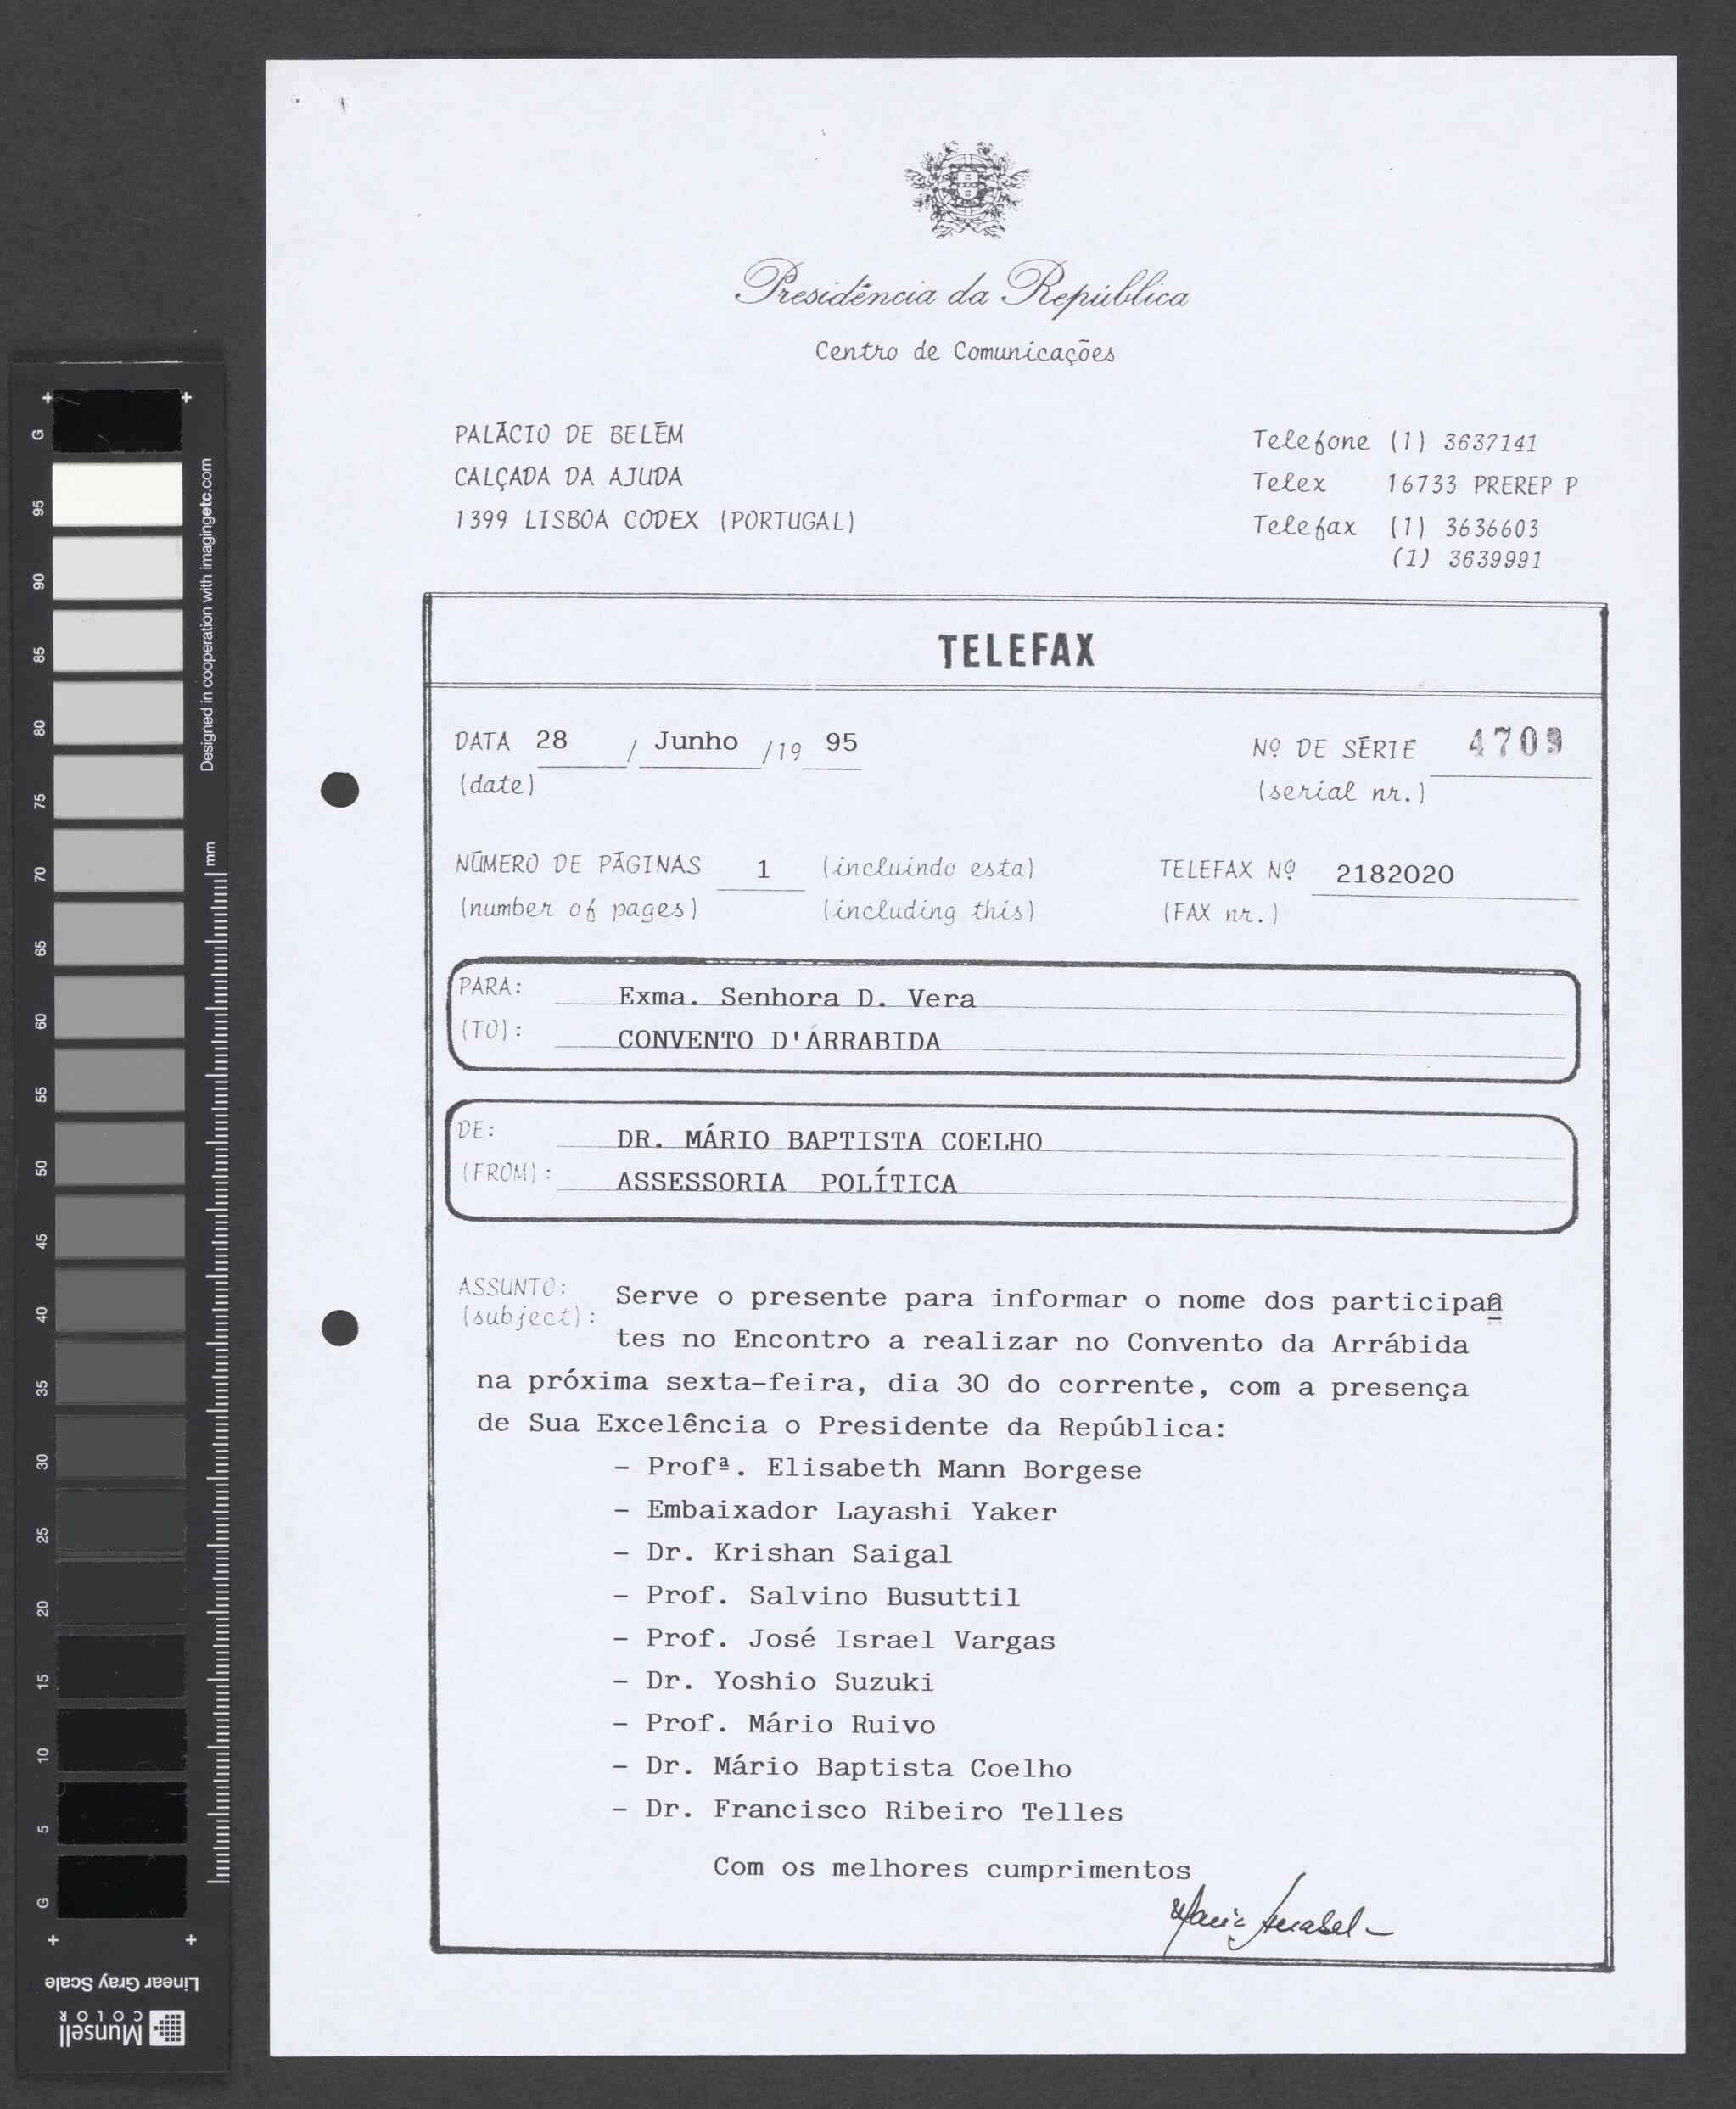 Presidência da República
Centro de Comunicações
PALÁCIO DE BELÉM
CALÇADA DA AJUDA
1399 LISBOA CODEX (PORTUGAL)
Telefone (1) 3637141
Telex 16733 PREREP P
Telefax (1) 3636603
(1) 3639991
TELEFAX
DATA 28 / Junho /19 95
(date)
Nº DE SÉRIE 4709
(serial nr.)
NÚMERO DE PÁGINAS 1 (incluindo esta)
(number of pages) (including this)
TELEFAX Nº 2182020
(FAX nr.)
PARA: Exma. Senhora D. Vera
(TO): CONVENTO D'ARRABIDA
DE: DR. MÁRIO BAPTISTA COELHO
(FROM): ASSESSORIA POLÍTICA
ASSUNTO: Serve o presente para informar o nome dos participan
(subject): tes no Encontro a realizar no Convento da Arrábida
na próxima sexta-feira, dia 30 do corrente, com a presença
de Sua Excelência o Presidente da República:
- Profª. Elisabeth Mann Borgese
- Embaixador Layashi Yaker
- Dr. Krishan Saigal
- Prof. Salvino Busuttil
- Prof. José Israel Vargas
- Dr. Yoshio Suzuki
- Prof. Mário Ruivo
- Dr. Mário Baptista Coelho
- Dr. Francisco Ribeiro Telles
Com os melhores cumprimentos
G
95
90
85
80
75
70
65
60
55
50
45
40
35
30
25
20
15
10
5
G
Designed in cooperation with imagingetc.com
mm
Linear Gray Scale
Munsell
COLOR